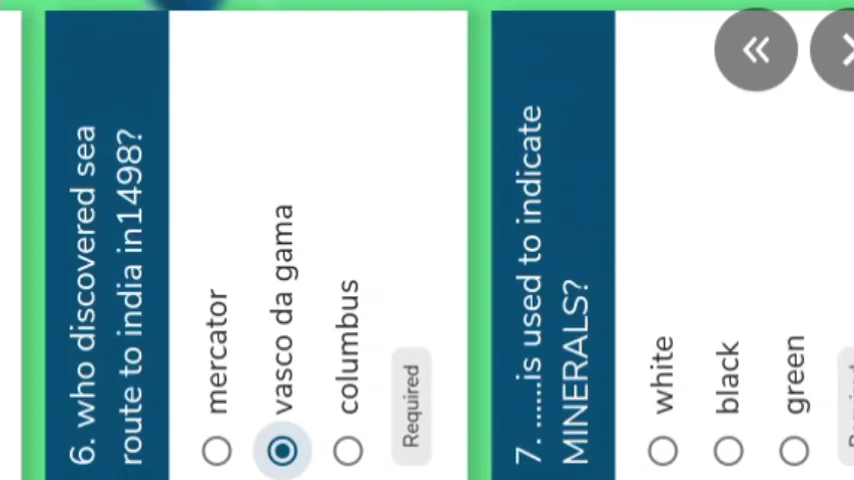 6. who discovered sea
route to india in1498?
mercator
vasco da gama
columbus
Required
7. ......is used to indicate
MINERALS?
white
black
green